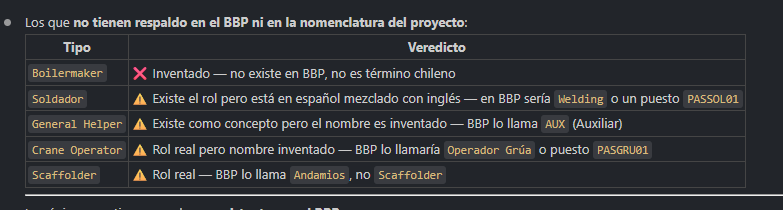 Los que no tienen respaldo en el BBP ni en la nomenclatura del proyecto:
Tipo Veredicto
Boilermaker ❌ Inventado — no existe en BBP, no es término chileno
Soldador ⚠️ Existe el rol pero está en español mezclado con inglés — en BBP sería Welding o un puesto PASSOL01
General Helper ⚠️ Existe como concepto pero el nombre es inventado — BBP lo llama AUX (Auxiliar)
Crane Operator ⚠️ Rol real pero nombre inventado — BBP lo llamaría Operador Grúa o puesto PASGRU01
Scaffolder ⚠️ Rol real — BBP lo llama Andamios, no Scaffolder